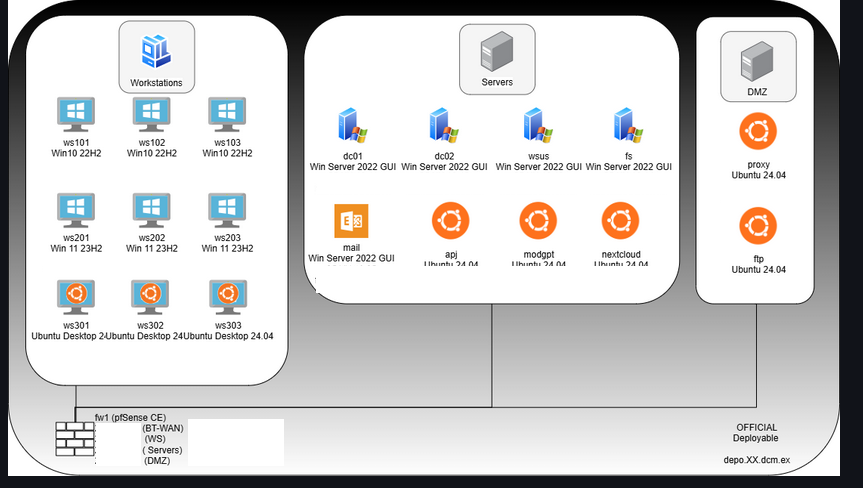 Workstations
ws101
Win10 22H2
ws102
Win10 22H2
ws103
Win10 22H2
ws201
Win 11 23H2
ws202
Win 11 23H2
ws203
Win 11 23H2
ws301
Ubuntu Desktop 24
ws302
Ubuntu Desktop 24
ws303
Ubuntu Desktop 24.04
Servers
dc01
Win Server 2022 GUI
dc02
Win Server 2022 GUI
wsus
Win Server 2022 GUI
fs
Win Server 2022 GUI
mail
Win Server 2022 GUI
apj
Ubuntu 24.04
modgpt
Ubuntu 24.04
nextcloud
Ubuntu 24.04
DMZ
proxy
Ubuntu 24.04
ftp
Ubuntu 24.04
fw1 (pfSense CE)
(BT-WAN)
(WS)
( Servers)
(DMZ)
OFFICIAL
Deployable
depo.XX.dcm.ex